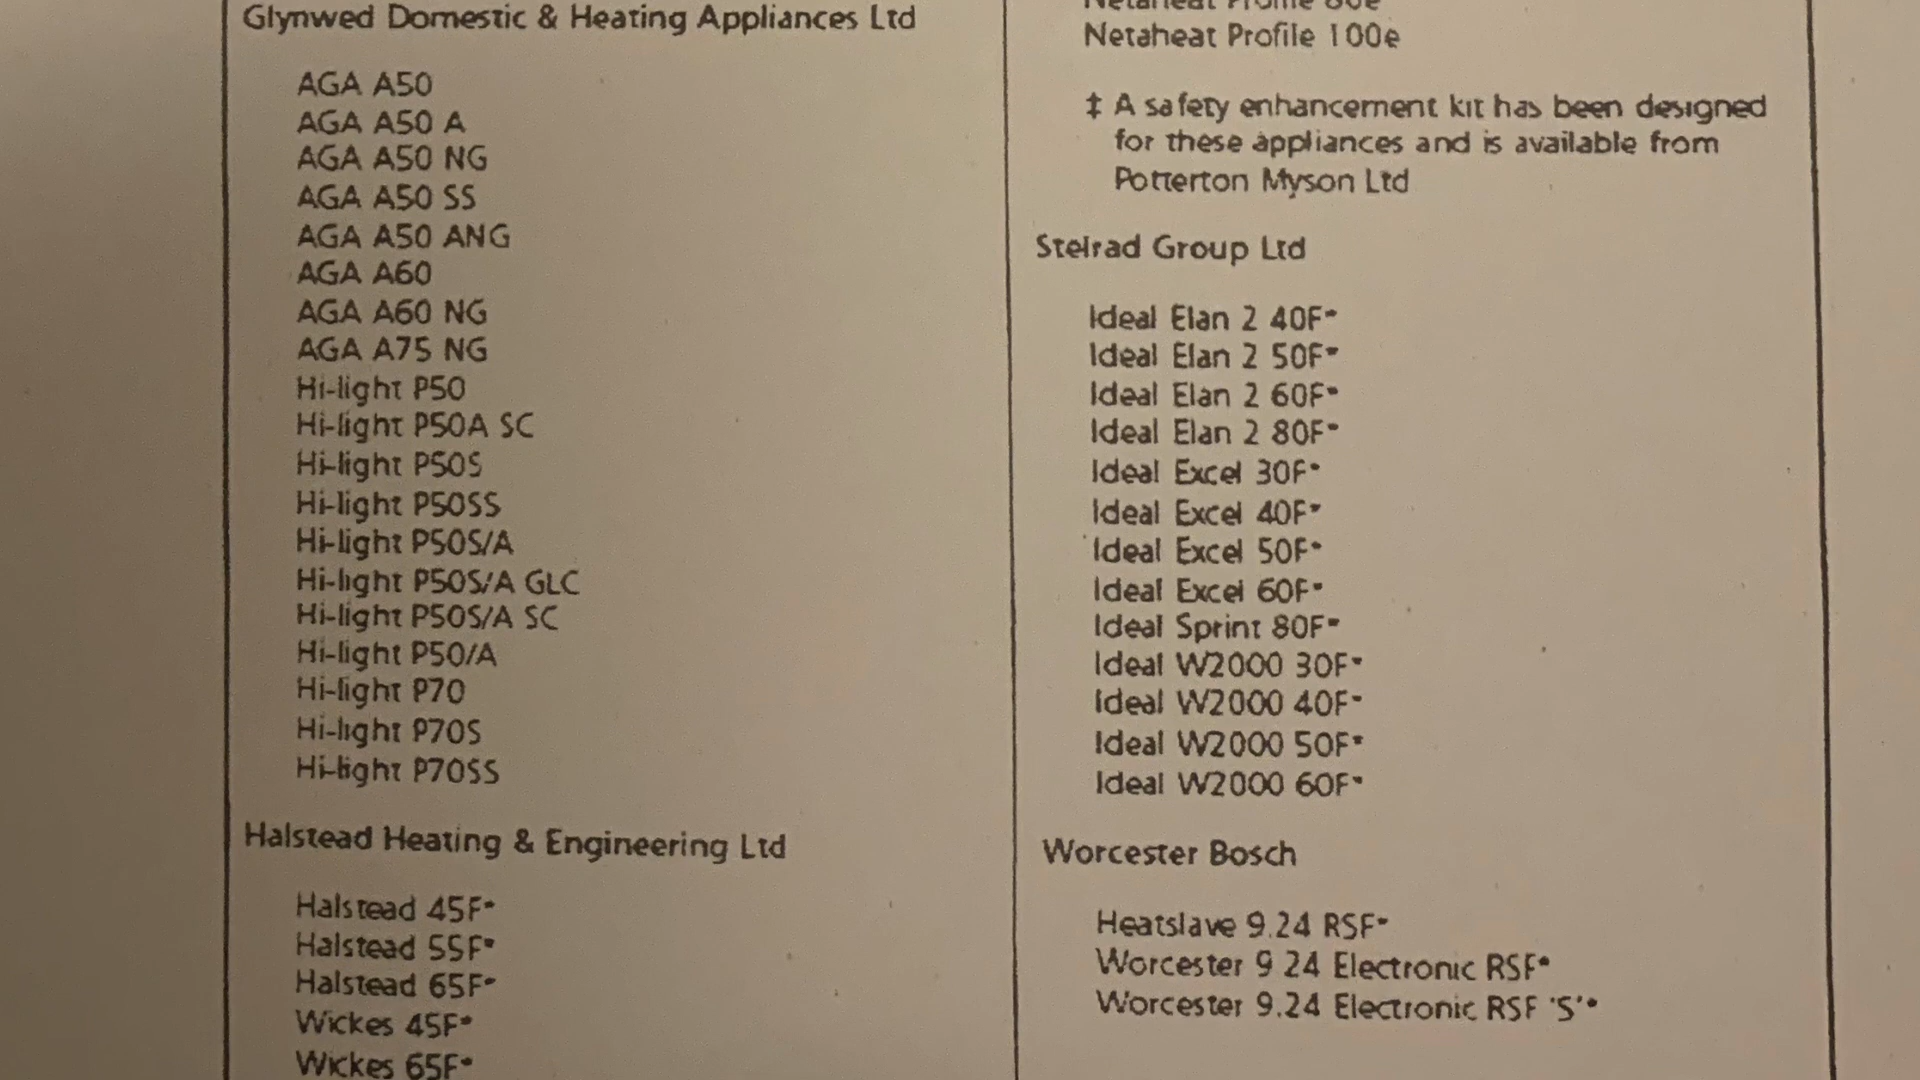 Glynwed Domestic & Heating Appliances Ltd
AGA A50
AGA A50 A
AGA A50 NG
AGA A50 SS
AGA A50 ANG
AGA A60
AGA A60 NG
AGA A75 NG
Hi-light P50
Hi-light P50A SC
Hi-light P50S
Hi-light P50SS
Hi-light P50S/A
Hi-light P50S/A GLC
Hi-light P50S/A SC
Hi-light P50/A
Hi-light P70
Hi-light P70S
Hi-light P70SS
Halstead Heating & Engineering Ltd
Halstead 45F*
Halstead 55F*
Halstead 65F*
Wickes 45F*
Wickes 65F*
Netaheat Profile 80e
Netaheat Profile 100e
‡ A safety enhancement kit has been designed
for these appliances and is available from
Potterton Myson Ltd
Stelrad Group Ltd
Ideal Elan 2 40F*
Ideal Elan 2 50F*
Ideal Elan 2 60F*
Ideal Elan 2 80F*
Ideal Excel 30F*
Ideal Excel 40F*
Ideal Excel 50F*
Ideal Excel 60F*
Ideal Sprint 80F*
Ideal W2000 30F*
Ideal W2000 40F*
Ideal W2000 50F*
Ideal W2000 60F*
Worcester Bosch
Heatslave 9.24 RSF*
Worcester 9 24 Electronic RSF*
Worcester 9.24 Electronic RSF 'S'*